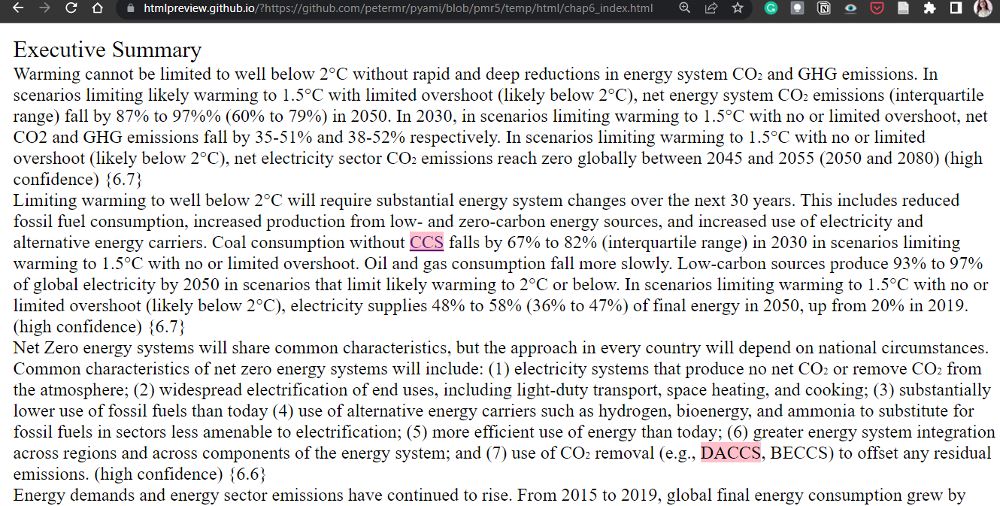 htmlpreview.github.io/?https://github.com/petermr/pyami/blob/pmr5/temp/html/chap6_index.html
Executive Summary
Warming cannot be limited to well below 2°C without rapid and deep reductions in energy system CO₂ and GHG emissions. In
scenarios limiting likely warming to 1.5°C with limited overshoot (likely below 2°C), net energy system CO₂ emissions (interquartile
range) fall by 87% to 97%% (60% to 79%) in 2050. In 2030, in scenarios limiting warming to 1.5°C with no or limited overshoot, net
CO2 and GHG emissions fall by 35-51% and 38-52% respectively. In scenarios limiting warming to 1.5°C with no or limited
overshoot (likely below 2°C), net electricity sector CO₂ emissions reach zero globally between 2045 and 2055 (2050 and 2080) (high
confidence) {6.7}
Limiting warming to well below 2°C will require substantial energy system changes over the next 30 years. This includes reduced
fossil fuel consumption, increased production from low- and zero-carbon energy sources, and increased use of electricity and
alternative energy carriers. Coal consumption without CCS falls by 67% to 82% (interquartile range) in 2030 in scenarios limiting
warming to 1.5°C with no or limited overshoot. Oil and gas consumption fall more slowly. Low-carbon sources produce 93% to 97%
of global electricity by 2050 in scenarios that limit likely warming to 2°C or below. In scenarios limiting warming to 1.5°C with no or
limited overshoot (likely below 2°C), electricity supplies 48% to 58% (36% to 47%) of final energy in 2050, up from 20% in 2019.
(high confidence) {6.7}
Net Zero energy systems will share common characteristics, but the approach in every country will depend on national circumstances.
Common characteristics of net zero energy systems will include: (1) electricity systems that produce no net CO₂ or remove CO₂ from
the atmosphere; (2) widespread electrification of end uses, including light-duty transport, space heating, and cooking; (3) substantially
lower use of fossil fuels than today (4) use of alternative energy carriers such as hydrogen, bioenergy, and ammonia to substitute for
fossil fuels in sectors less amenable to electrification; (5) more efficient use of energy than today; (6) greater energy system integration
across regions and across components of the energy system; and (7) use of CO₂ removal (e.g., DACCS, BECCS) to offset any residual
emissions. (high confidence) {6.6}
Energy demands and energy sector emissions have continued to rise. From 2015 to 2019, global final energy consumption grew by